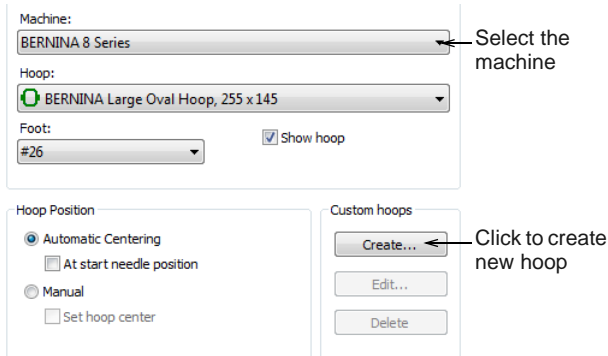 Machine:
BERNINA 8 Series
Select the
machine
Hoop:
BERNINA Large Oval Hoop, 255 x 145
Foot:
#26
Show hoop
Hoop Position
Automatic Centering
At start needle position
Manual
Set hoop center
Custom hoops
Create...
Click to create
new hoop
Edit...
Delete